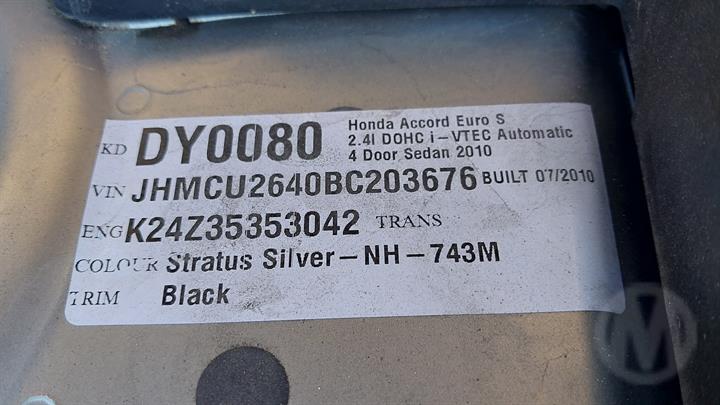 KD DY0080 Honda Accord Euro S
2.4l DOHC i-VTEC Automatic
4 Door Sedan 2010
VIN JHMCU2640BC203676 BUILT 07/2010
ENG K24Z35353042 TRANS
COLOUR Stratus Silver-NH-743M
TRIM Black
M